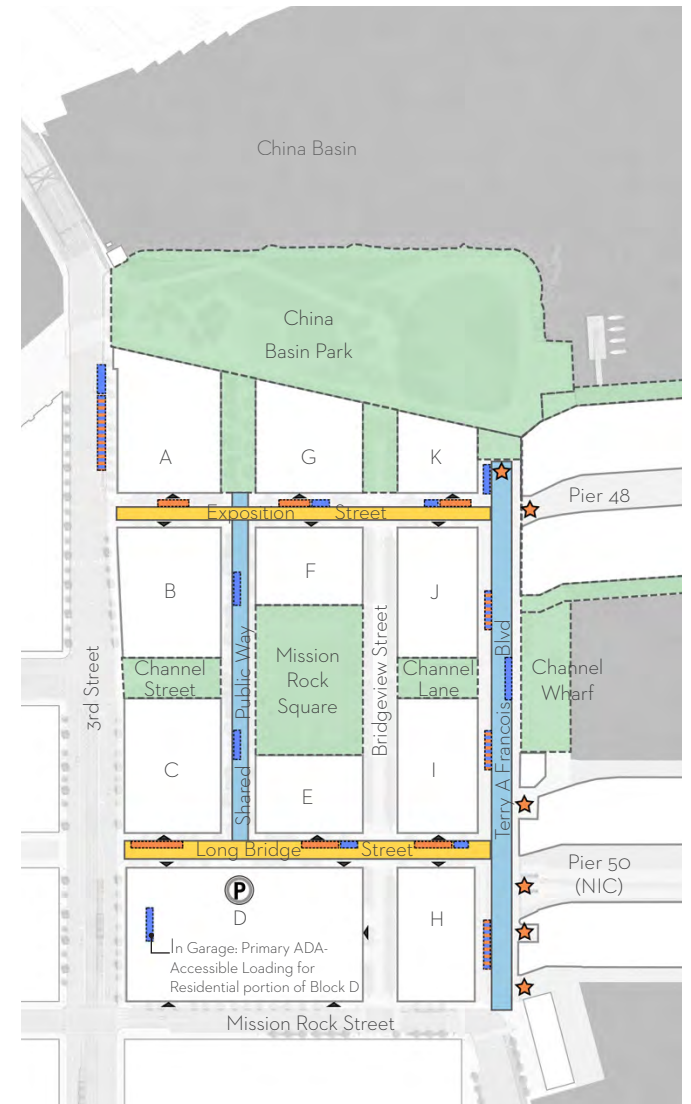 China Basin
China
Basin Park
A
G
K
Pier 48
Exposition Street
B
F
J
3rd Street
Channel
Street
Shared Public Way
Mission
Rock
Square
Bridgeview Street
Channel
Lane
Terry A Francois Blvd
Channel
Wharf
C
E
I
Long Bridge Street
P
D
H
Pier 50
(NIC)
In Garage: Primary ADA-
Accessible Loading for
Residential portion of Block D
Mission Rock Street